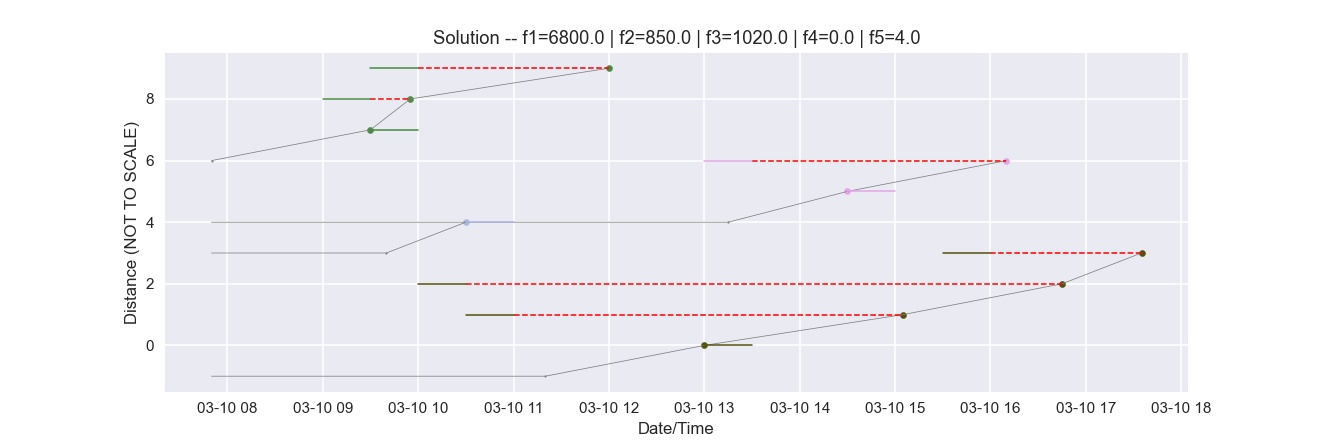 Solution -- f1=6800.0 | f2=850.0 | f3=1020.0 | f4=0.0 | f5=4.0
Distance (NOT TO SCALE)
8
6
4
2
0
03-10 08 03-10 09 03-10 10 03-10 11 03-10 12 03-10 13 03-10 14 03-10 15 03-10 16 03-10 17 03-10 18
Date/Time